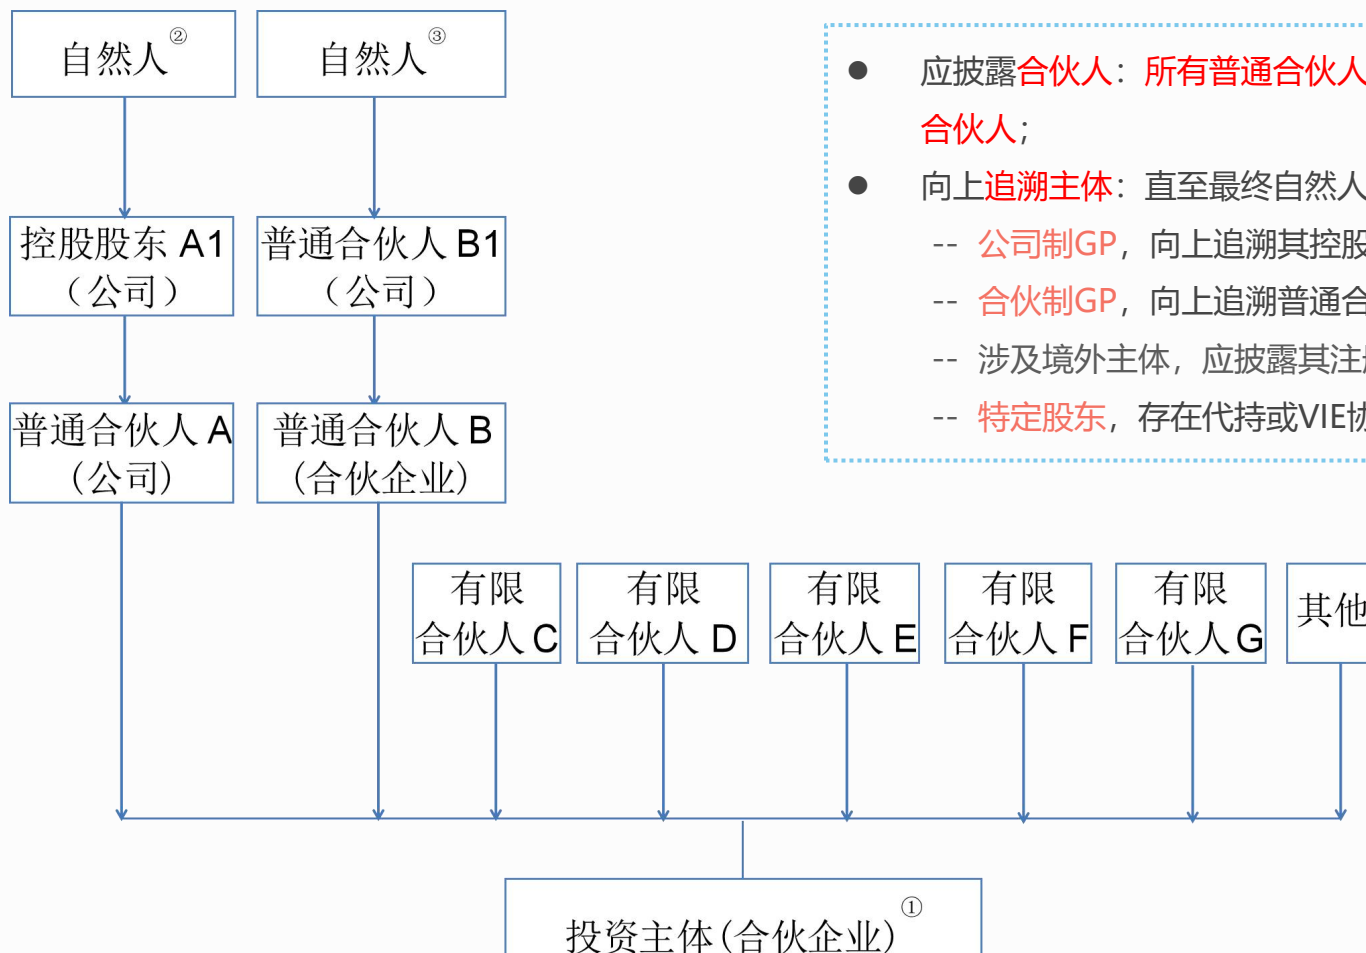 自然人②
自然人③
应披露合伙人：所有普通合伙人
合伙人；
向上追溯主体：直至最终自然人
-- 公司制GP，向上追溯其控股
-- 合伙制GP，向上追溯普通合
-- 涉及境外主体，应披露其注册
-- 特定股东，存在代持或VIE协
控股股东 A1
（公司）
普通合伙人 B1
（公司）
普通合伙人 A
(公司)
普通合伙人 B
(合伙企业)
有限
合伙人 C
有限
合伙人 D
有限
合伙人 E
有限
合伙人 F
有限
合伙人 G
其他
投资主体(合伙企业)①